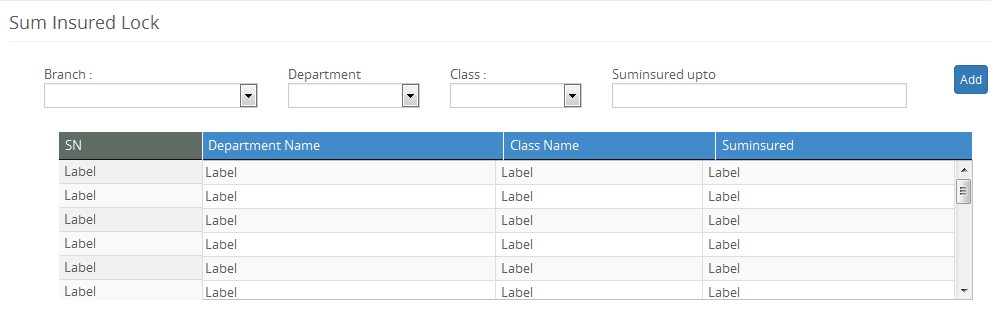 Sum Insured Lock
Branch : Department Class : Suminsured upto
Add
SN Department Name Class Name Suminsured
Label Label Label Label
Label Label Label Label
Label Label Label Label
Label Label Label Label
Label Label Label Label
Label Label Label Label